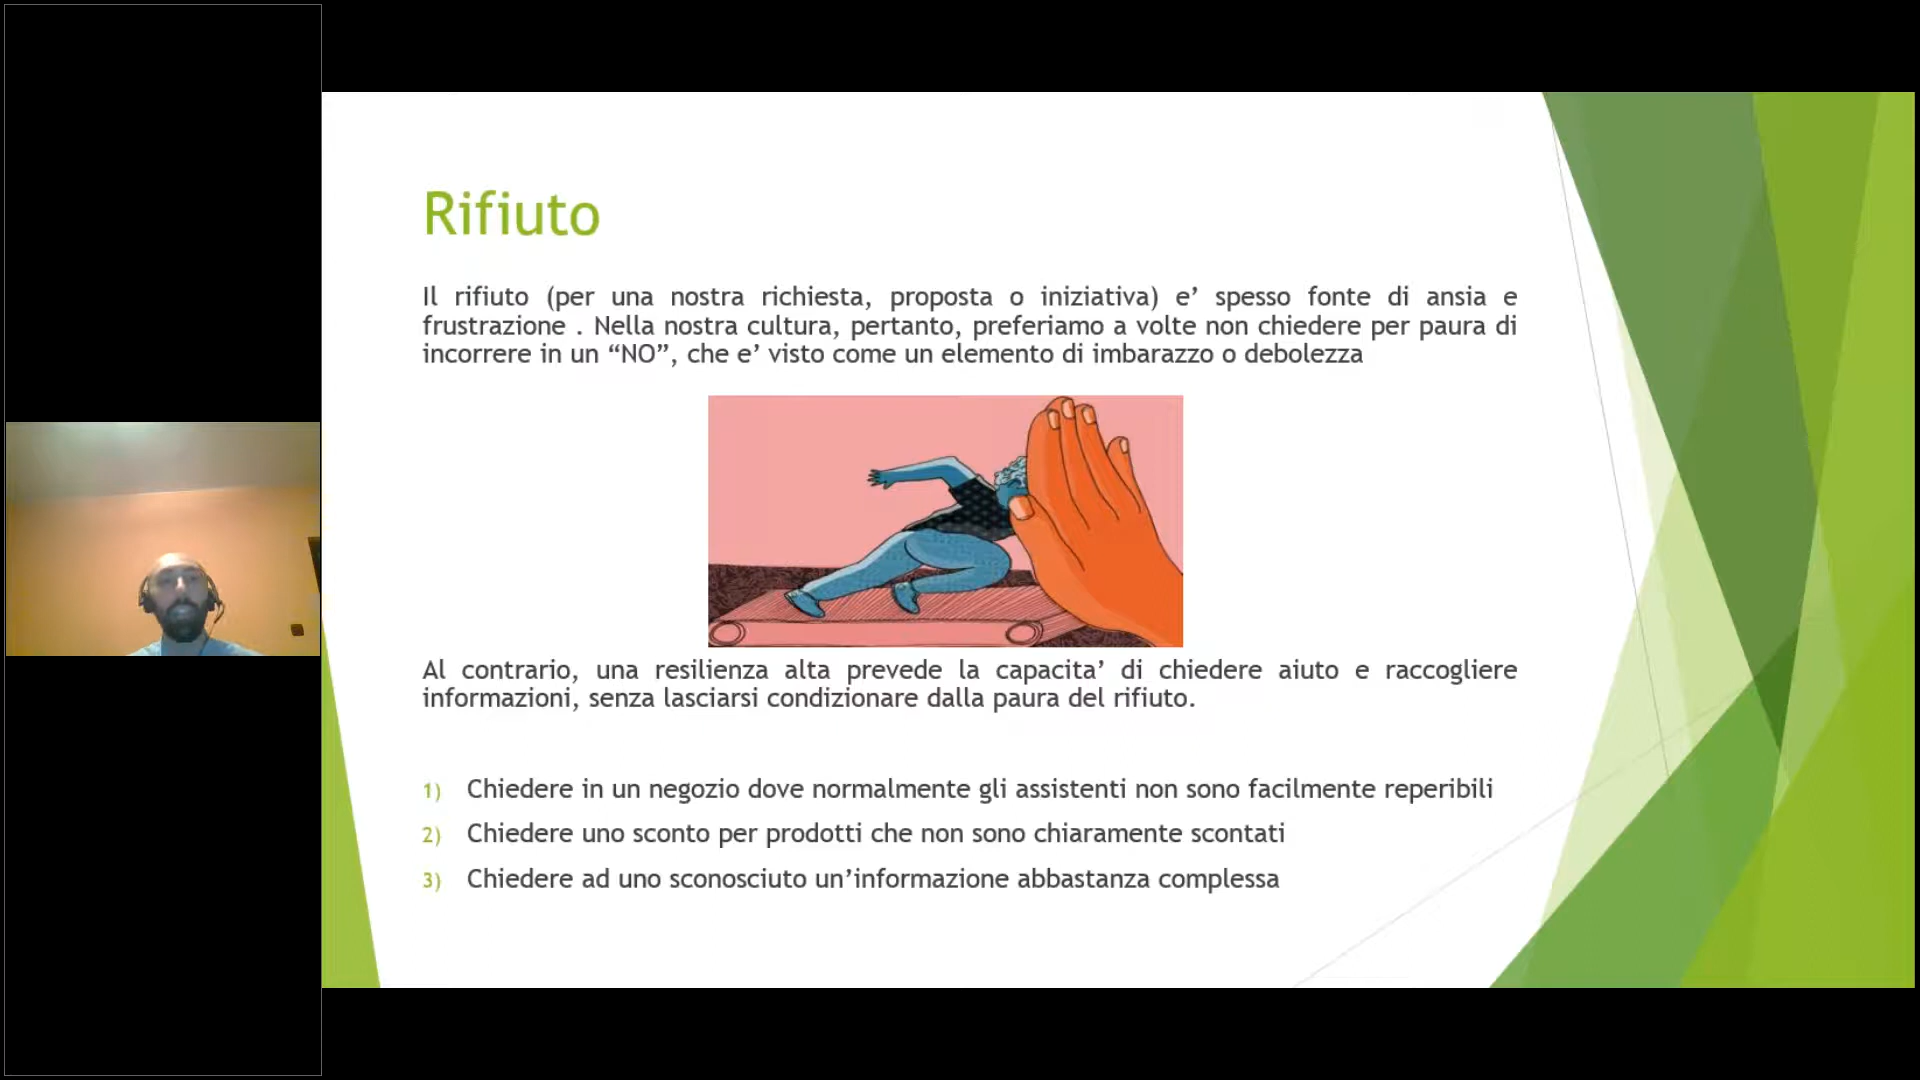 Rifiuto
Il rifiuto (per una nostra richiesta, proposta o iniziativa) e’ spesso fonte di ansia e
frustrazione . Nella nostra cultura, pertanto, preferiamo a volte non chiedere per paura di
incorrere in un “NO”, che e’ visto come un elemento di imbarazzo o debolezza
Al contrario, una resilienza alta prevede la capacita’ di chiedere aiuto e raccogliere
informazioni, senza lasciarsi condizionare dalla paura del rifiuto.
1) Chiedere in un negozio dove normalmente gli assistenti non sono facilmente reperibili
2) Chiedere uno sconto per prodotti che non sono chiaramente scontati
3) Chiedere ad uno sconosciuto un’informazione abbastanza complessa